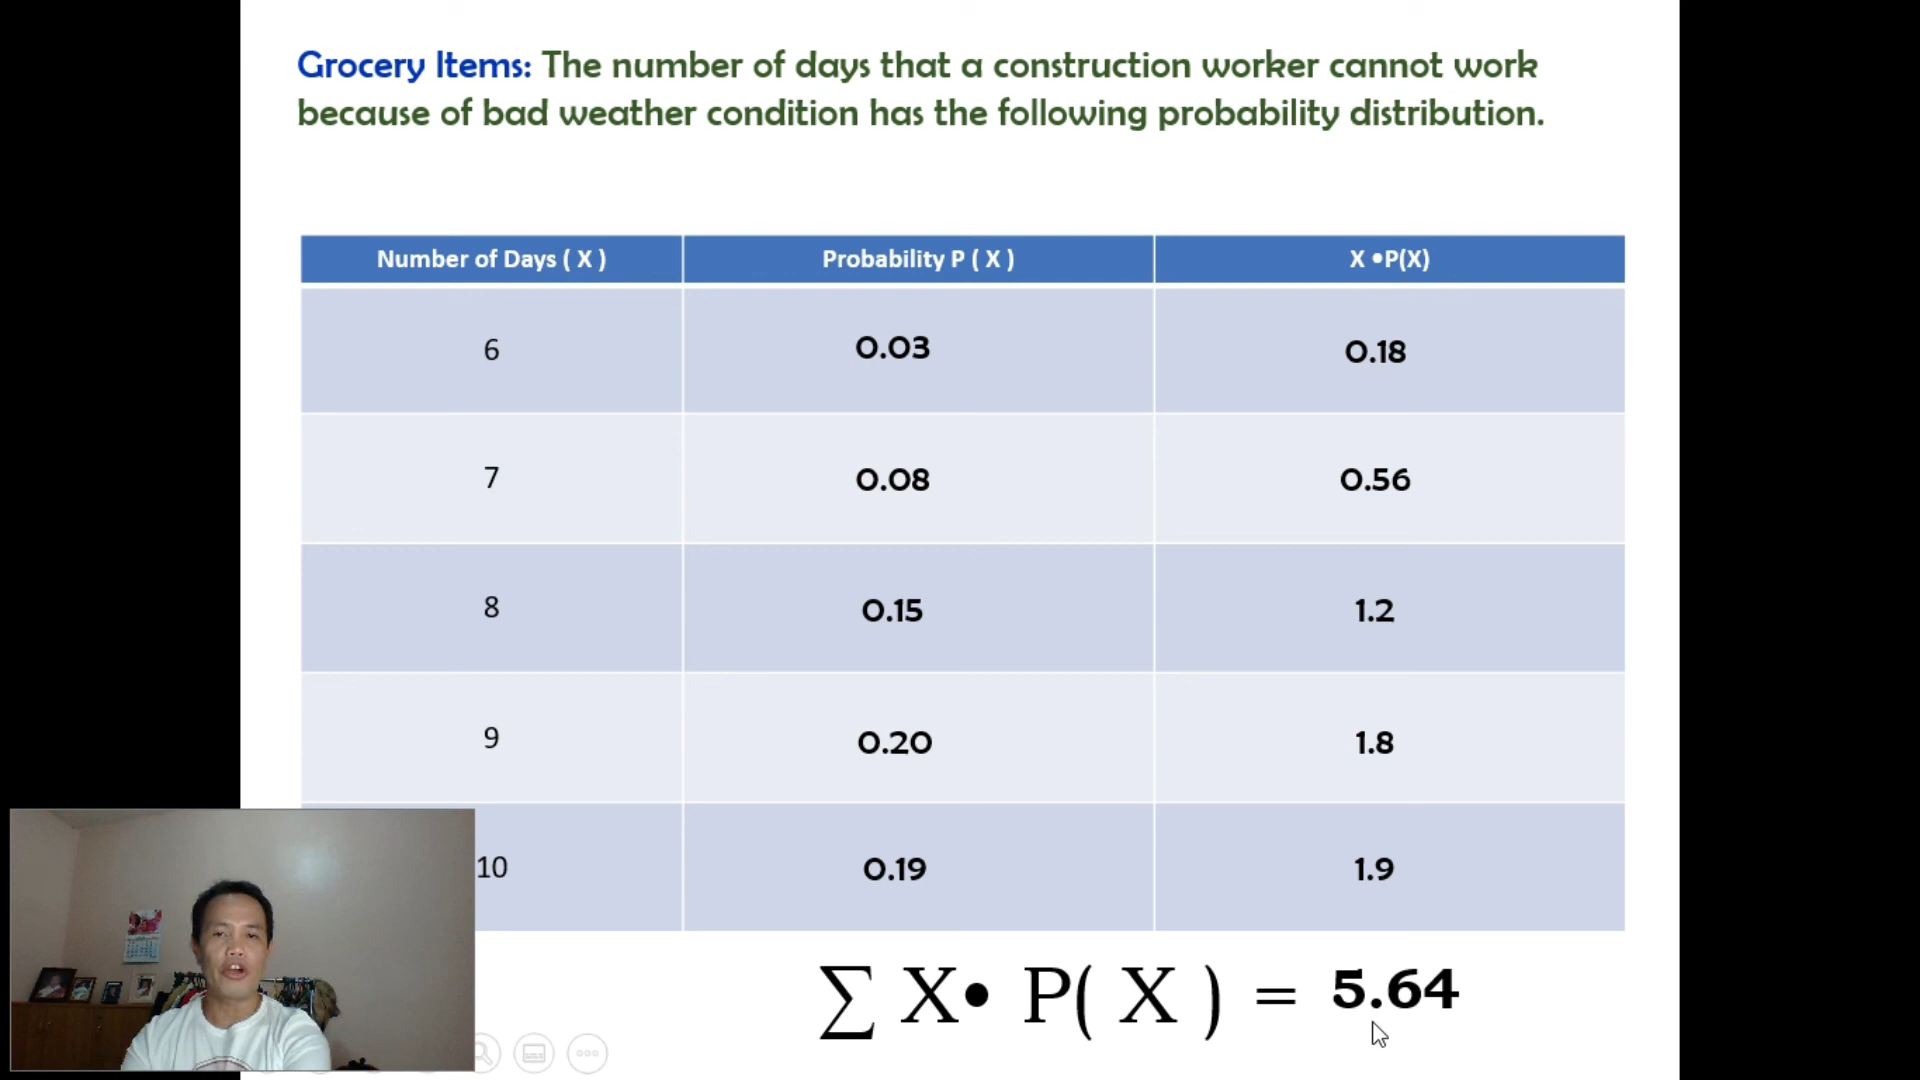 Grocery Items: The number of days that a construction worker cannot work
because of bad weather condition has the following probability distribution.
Number of Days ( X ) Probability P ( X ) X •P(X)
6 0.03 0.18
7 0.08 0.56
8 0.15 1.2
9 0.20 1.8
10 0.19 1.9
∑ X• P( X ) = 5.64